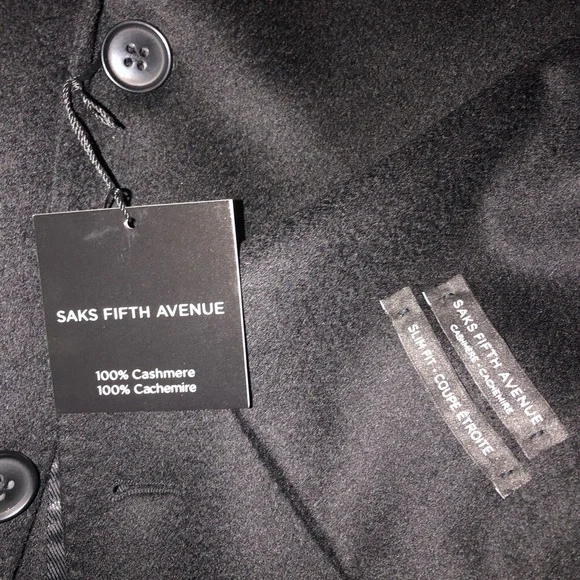 SAKS FIFTH AVENUE
100% Cashmere
100% Cachemire
SAKS FIFTH AVENUE
CASHMERE - CACHEMIRE
SLIM FIT - COUPE ÉTROITE